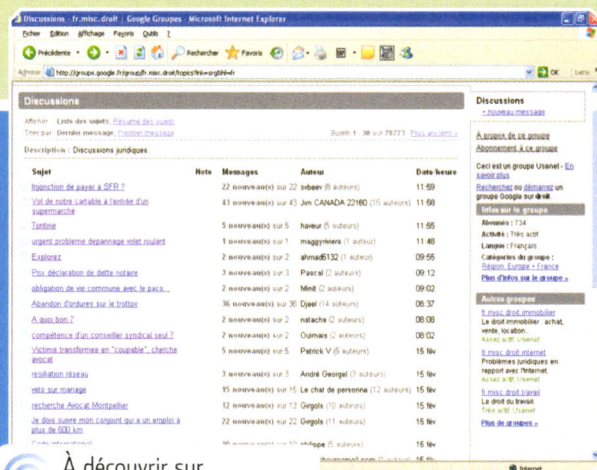 Discussions - fr.misc.droit | Google Groupes - Microsoft Internet Explorer
Fichier Edition Affichage Favoris Outils ?
Précédente Rechercher Favoris
Adresse http://groups.google.fr/group/fr.misc.droit/topics?lnk=srg&hl=fr OK Liens
Discussions
Afficher : Liste des sujets, Résumé des sujets
Trier par : Dernier message, Premier message Sujets 1 - 30 sur 78773 Plus anciens »
Description : Discussions juridiques
Sujet Note Messages Auteur Date/heure
Injonction de payer à SFR ? 22 nouveau(x) sur 22 svbeev (8 auteurs) 11:59
Vol de notre cartable à l'entrée d'un supermarché 43 nouveau(x) sur 43 Jim CANADA 22160 (15 auteurs) 11:58
Tontine 5 nouveau(x) sur 5 haveur (5 auteurs) 11:55
urgent probleme depannage volet roulant 1 nouveau(x) sur 1 maggyriviera (1 auteur) 11:48
Explorez 2 nouveau(x) sur 2 ahmad5132 (1 auteur) 09:56
Pos déclaration de dette notaire 3 nouveau(x) sur 3 Pascal (2 auteurs) 09:12
obligation de vie commune avec le pacs... 2 nouveau(x) sur 2 Minit (2 auteurs) 09:02
Abandon d'ordures sur le trottoir 36 nouveau(x) sur 36 Djael (14 auteurs) 08:37
A quoi bon ? 2 nouveau(x) sur 2 natacha (2 auteurs) 08:08
compétence d'un conseiller syndical seul ? 2 nouveau(x) sur 2 Ouimais (2 auteurs) 08:02
Victime transformée en "coupable", cherche avocat 5 nouveau(x) sur 5 Patrick V (5 auteurs) 15 fév
resiliation réseau 3 nouveau(x) sur 3 André Georgel (3 auteurs) 15 fév
veto sur mariage 15 nouveau(x) sur 15 Le chat de personne (12 auteurs) 15 fév
recherche Avocat Montpellier 12 nouveau(x) sur 12 Girgols (10 auteurs) 15 fév
Je dois suivre mon conjoint qui a un emploi à plus de 600 km 22 nouveau(x) sur 22 Girgols (11 auteurs) 15 fév
Code international philippe (5 auteurs) 15 fév
Discussions
+ nouveau message
A propos de ce groupe
Abonnement à ce groupe
Ceci est un groupe Usenet - En
savoir plus
Recherchez ou démarrez un
groupe Google sur droit.
Infos sur le groupe
Abonnés : 734
Activité : Très actif
Langue : Français
Catégories du groupe :
Région, Europe » France
Plus d'infos sur le groupe »
Autres groupes
fr.misc.droit.immobilier
Le droit immobilier : achat,
vente, location.
Assez actif, Usenet
fr.misc.droit.internet
Problèmes juridiques en
rapport avec l'Internet.
Assez actif, Usenet
fr.misc.droit.travail
Le droit du travail.
Très actif, Usenet
Plus de groupes »
À découvrir sur
Internet